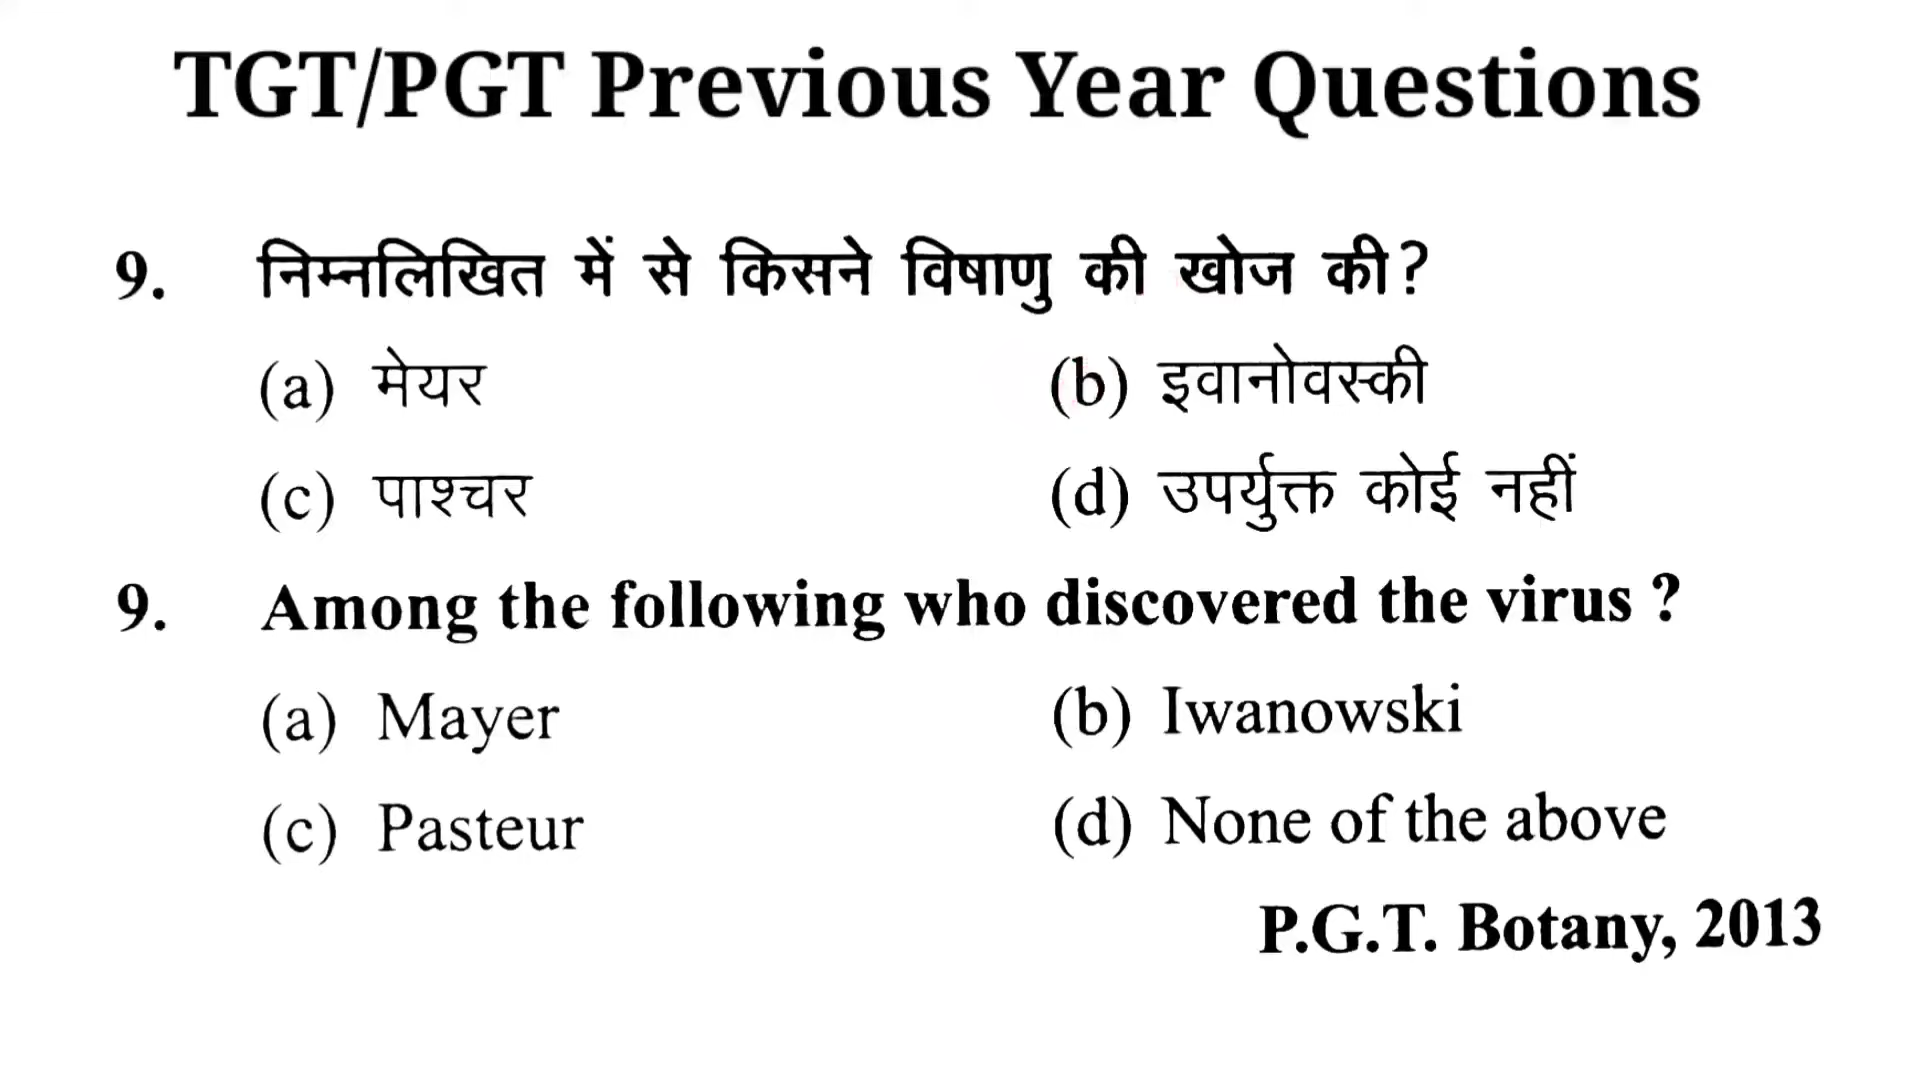 TGT/PGT Previous Year Questions
9. निम्नलिखित में से किसने विषाणु की खोज की?
(a) मेयर (b) इवानोवस्की
(c) पाश्चर (d) उपर्युक्त कोई नहीं
9. Among the following who discovered the virus ?
(a) Mayer (b) Iwanowski
(c) Pasteur (d) None of the above
P.G.T. Botany, 2013